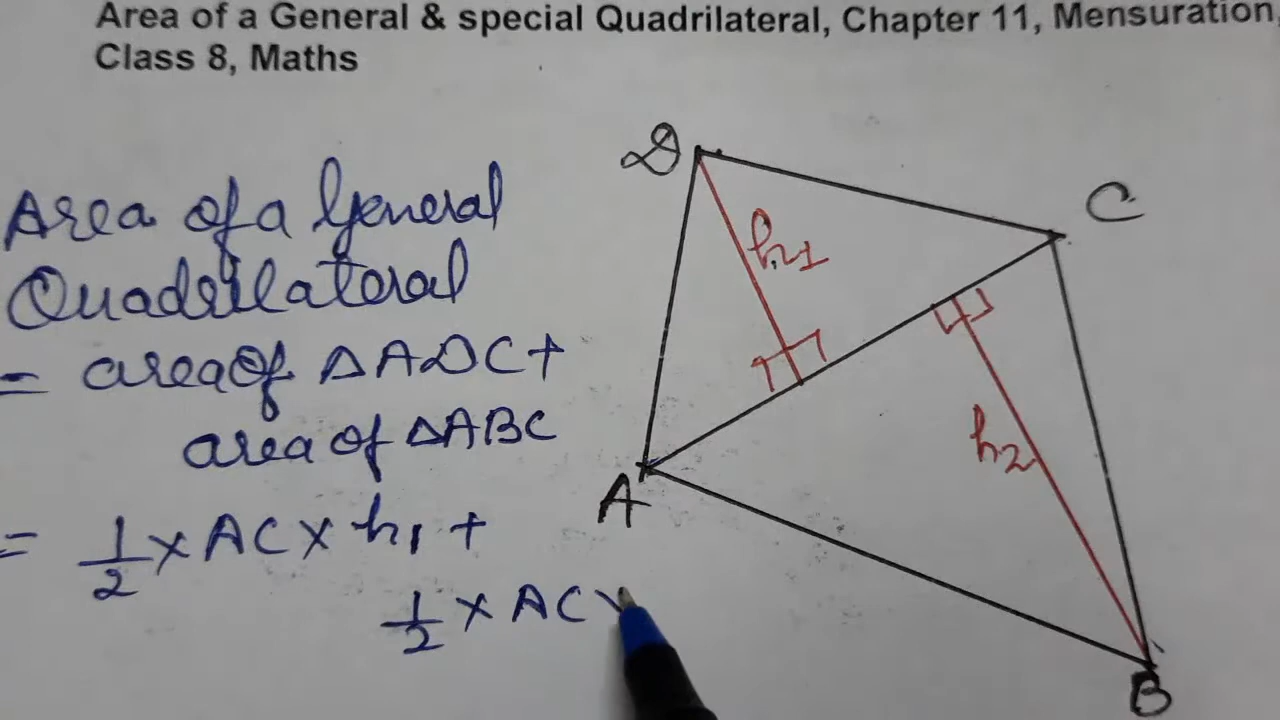 Area of a General & special Quadrilateral, Chapter 11, Mensuration,
Class 8, Maths
Area of a General
Quadrilateral
= area of ΔADC +
area of ΔABC
= 1/2 × AC × h1 +
1/2 × AC ×
D
C
h1
h2
A
B